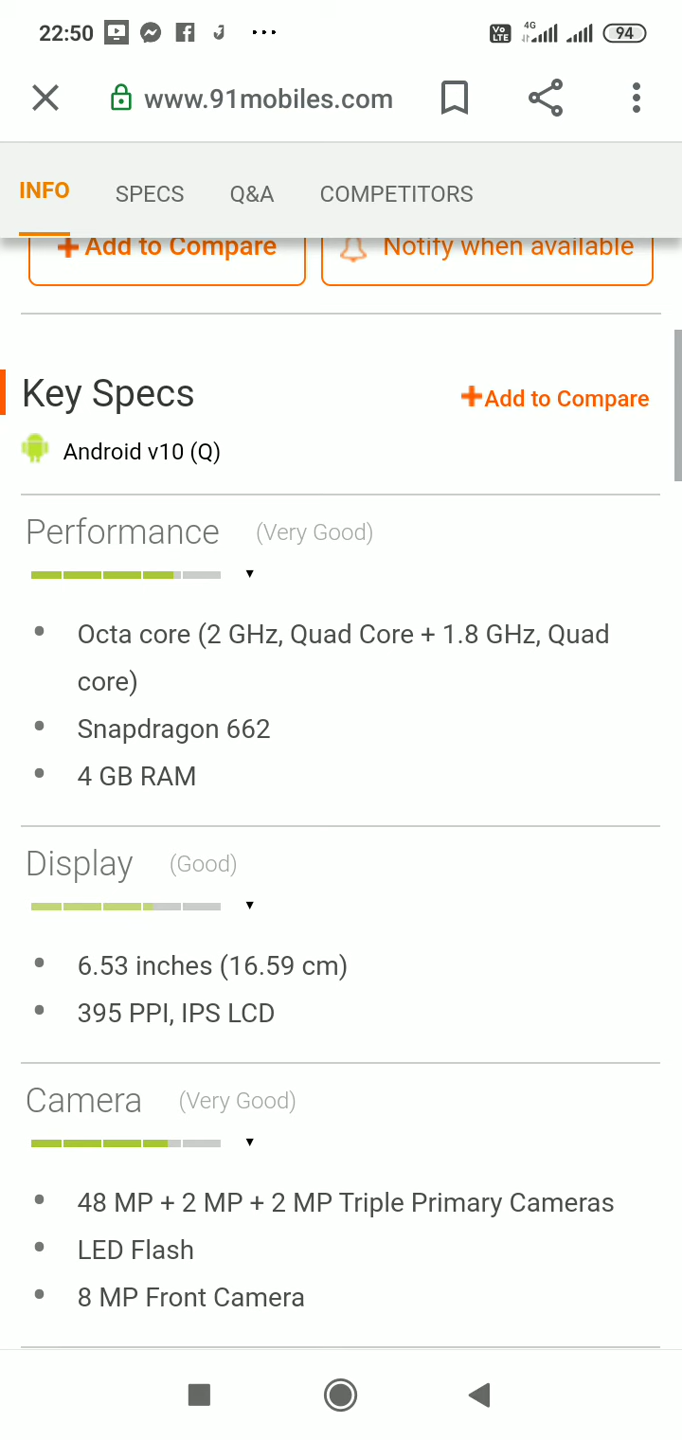 22:50 ... VoLTE 4G 94
www.91mobiles.com
INFO SPECS Q&A COMPETITORS
+ Add to Compare Notify when available
Key Specs +Add to Compare
Android v10 (Q)
Performance (Very Good)
• Octa core (2 GHz, Quad Core + 1.8 GHz, Quad
core)
• Snapdragon 662
• 4 GB RAM
Display (Good)
• 6.53 inches (16.59 cm)
• 395 PPI, IPS LCD
Camera (Very Good)
• 48 MP + 2 MP + 2 MP Triple Primary Cameras
• LED Flash
• 8 MP Front Camera